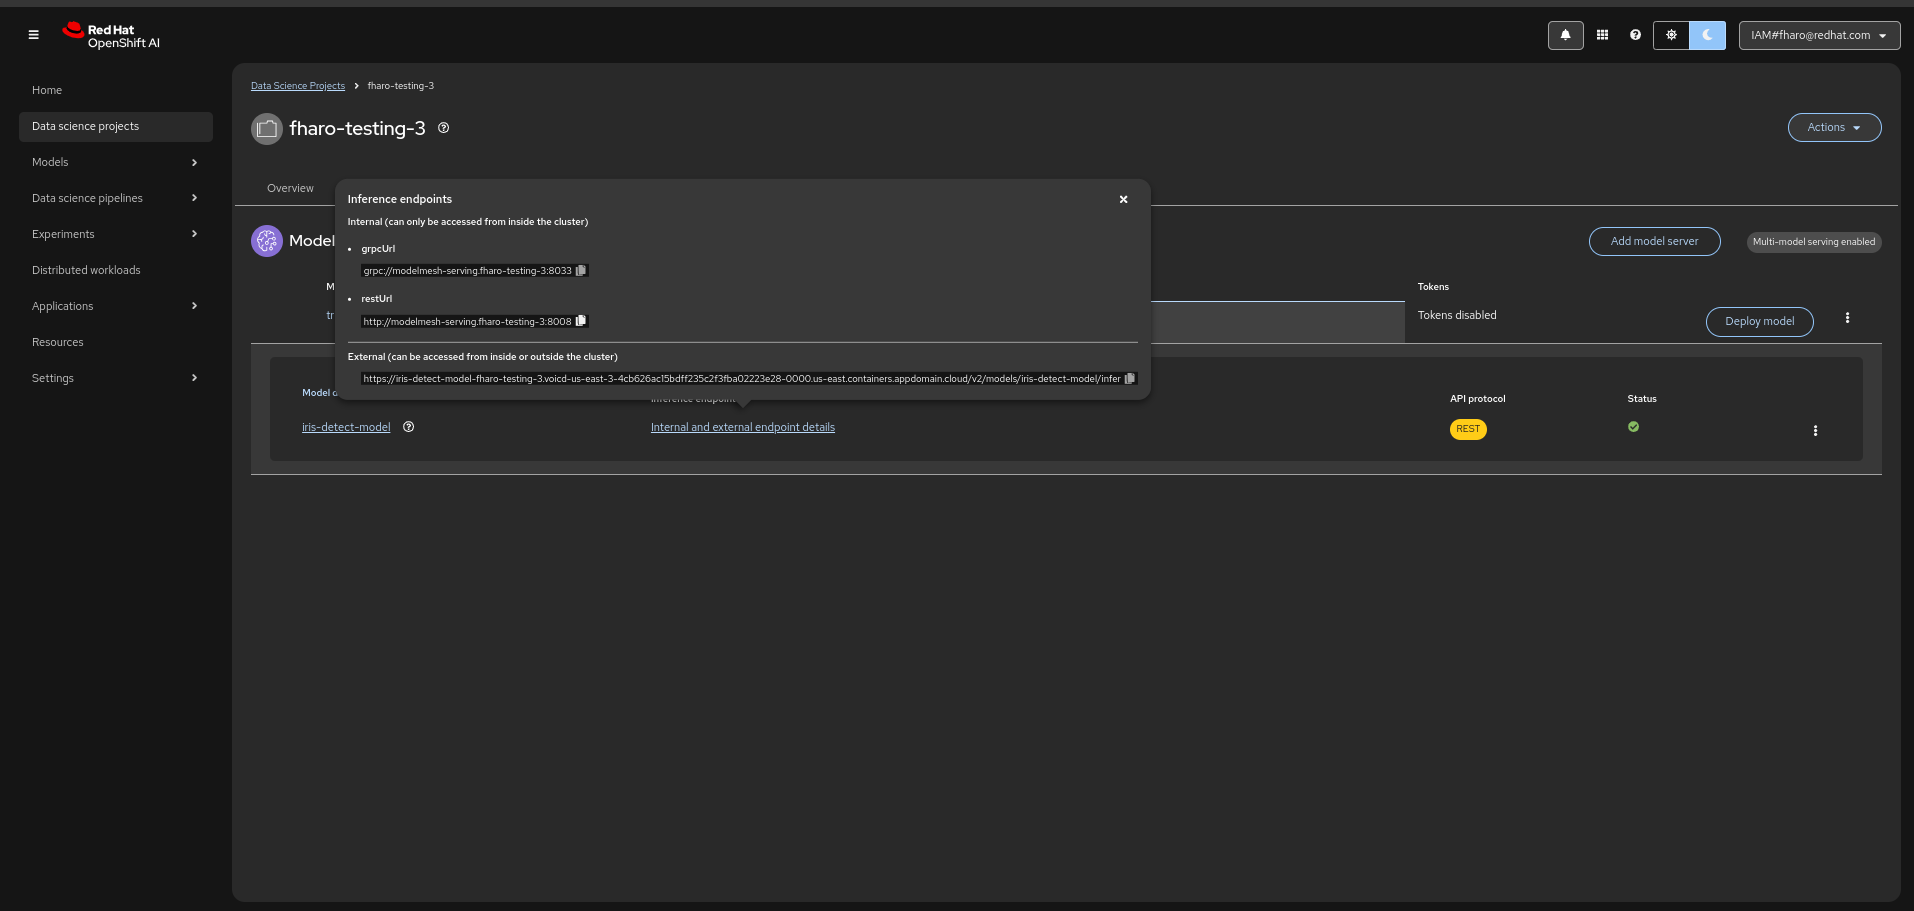 Red Hat
OpenShift AI
IAM#fharo@redhat.com
Home
Data science projects
Models
Data science pipelines
Experiments
Distributed workloads
Applications
Resources
Settings
Data Science Projects > fharo-testing-3
fharo-testing-3
Actions
Overview
Inference endpoints
Internal (can only be accessed from inside the cluster)
• grpcUrl
grpc://modelmesh-serving.fharo-testing-3:8033
• restUrl
http://modelmesh-serving.fharo-testing-3:8008
External (can be accessed from inside or outside the cluster)
https://iris-detect-model-fharo-testing-3.voicd-us-east-3-4cb626ac15bdff235c2f3fba02223e28-0000.us-east.containers.appdomain.cloud/v2/models/iris-detect-model/infer
Model
Add model server
Multi-model serving enabled
M
Tokens
tr
Tokens disabled
Deploy model
Model d
Inference endpoint
API protocol
Status
iris-detect-model
Internal and external endpoint details
REST